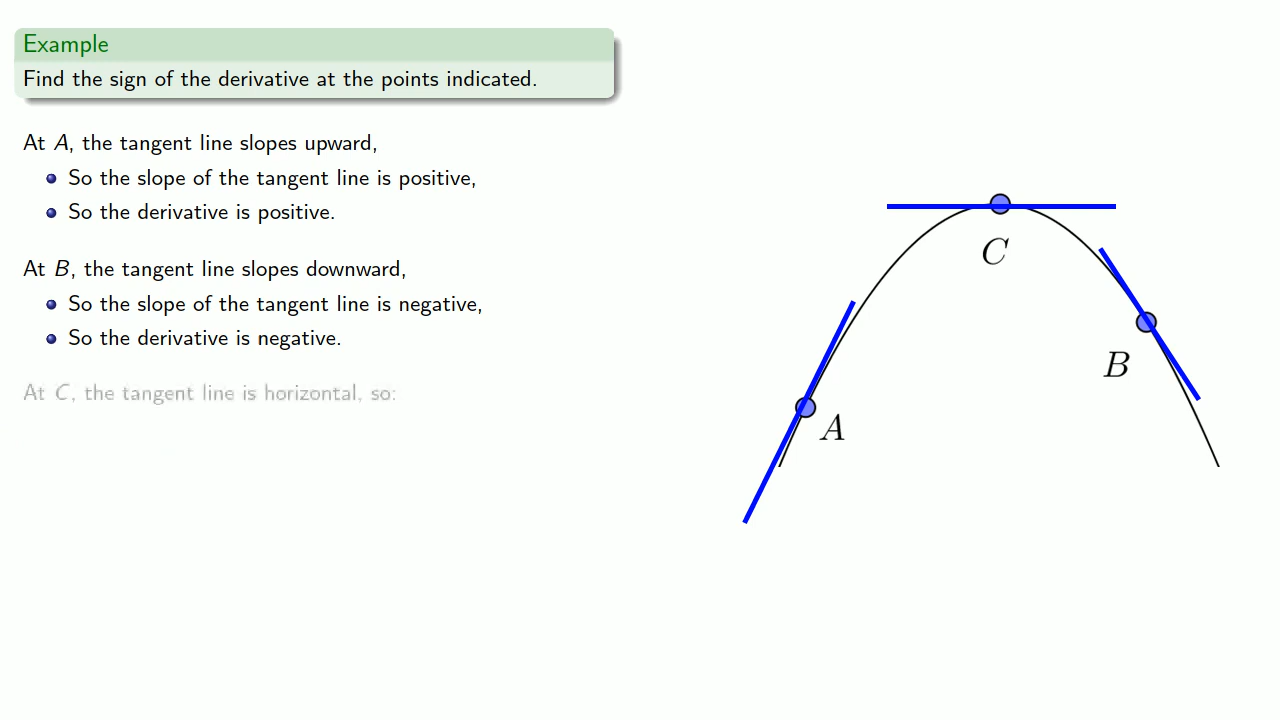 Example
Find the sign of the derivative at the points indicated.
At A, the tangent line slopes upward,
So the slope of the tangent line is positive,
So the derivative is positive.
At B, the tangent line slopes downward,
So the slope of the tangent line is negative,
So the derivative is negative.
At C, the tangent line is horizontal, so:
C
B
A